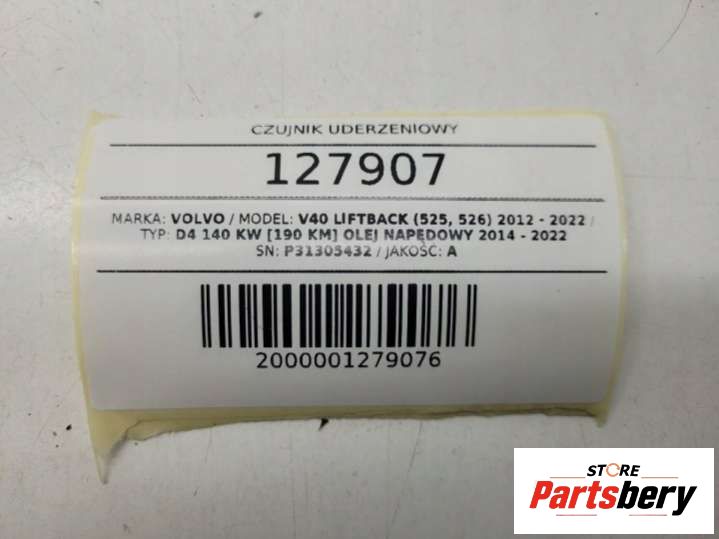 CZUJNIK UDERZENIOWY
127907
MARKA: VOLVO / MODEL: V40 LIFTBACK (525, 526) 2012 - 2022 /
TYP: D4 140 KW [190 KM] OLEJ NAPĘDOWY 2014 - 2022
SN: P31305432 / JAKOŚĆ: A
2000001279076
STORE
Partsbery